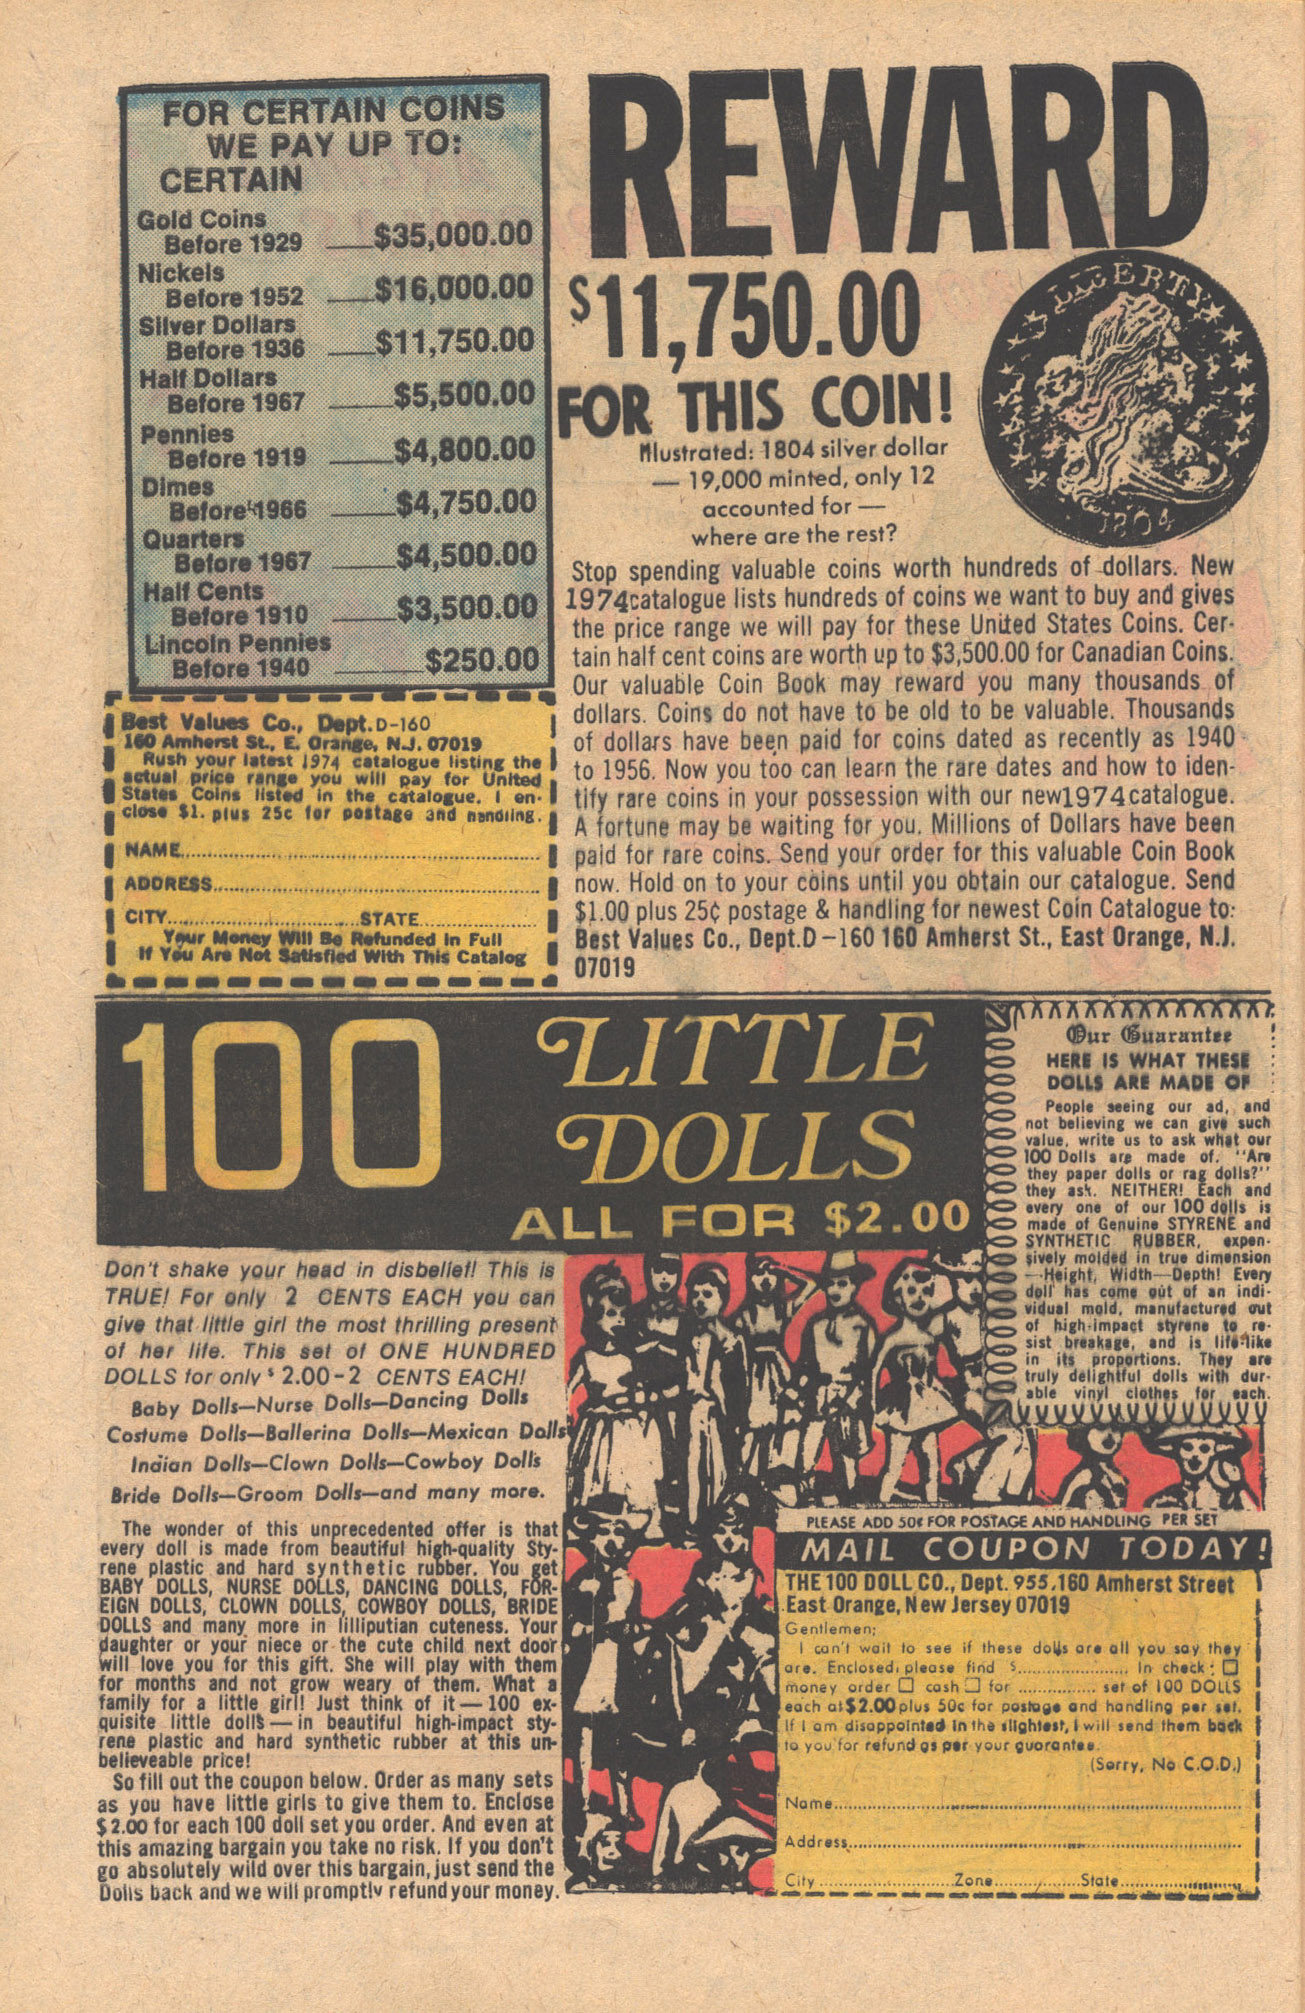 FOR CERTAIN COINS
WE PAY UP TO:
CERTAIN
Gold Coins
Before 1929 ___$35,000.00
Nickels
Before 1952 ___$16,000.00
Silver Dollars
Before 1936 ___$11,750.00
Half Dollars
Before 1967 ____$5,500.00
Pennies
Before 1919 ____$4,800.00
Dimes
Before 1966 ____$4,750.00
Quarters
Before 1967 ____$4,500.00
Half Cents
Before 1910 ____$3,500.00
Lincoln Pennies
Before 1940 ______$250.00
Best Values Co., Dept. D-160
160 Amherst St., E. Orange, N.J. 07019
Rush your latest 1974 catalogue listing the
actual price range you will pay for United
States Coins listed in the catalogue. I en-
close $1. plus 25c for postage and handling.
NAME
ADDRESS
CITY STATE
Your Money Will Be Refunded In Full
If You Are Not Satisfied With This Catalog
REWARD
$11,750.00
FOR THIS COIN!
LIBERTY
1804
Illustrated: 1804 silver dollar
— 19,000 minted, only 12
accounted for —
where are the rest?
Stop spending valuable coins worth hundreds of dollars. New
1974 catalogue lists hundreds of coins we want to buy and gives
the price range we will pay for these United States Coins. Cer-
tain half cent coins are worth up to $3,500.00 for Canadian Coins.
Our valuable Coin Book may reward you many thousands of
dollars. Coins do not have to be old to be valuable. Thousands
of dollars have been paid for coins dated as recently as 1940
to 1956. Now you too can learn the rare dates and how to iden-
tify rare coins in your possession with our new 1974 catalogue.
A fortune may be waiting for you. Millions of Dollars have been
paid for rare coins. Send your order for this valuable Coin Book
now. Hold on to your coins until you obtain our catalogue. Send
$1.00 plus 25¢ postage & handling for newest Coin Catalogue to:
Best Values Co., Dept. D-160 160 Amherst St., East Orange, N.J.
07019
100
LITTLE
DOLLS
ALL FOR $2.00
Don't shake your head in disbelief! This is
TRUE! For only 2 CENTS EACH you can
give that little girl the most thrilling present
of her life. This set of ONE HUNDRED
DOLLS for only $2.00-2 CENTS EACH!
Baby Dolls—Nurse Dolls—Dancing Dolls
Costume Dolls—Ballerina Dolls—Mexican Dolls
Indian Dolls—Clown Dolls—Cowboy Dolls
Bride Dolls—Groom Dolls—and many more.
The wonder of this unprecedented offer is that
every doll is made from beautiful high-quality Sty-
rene plastic and hard synthetic rubber. You get
BABY DOLLS, NURSE DOLLS, DANCING DOLLS, FOR-
EIGN DOLLS, CLOWN DOLLS, COWBOY DOLLS, BRIDE
DOLLS and many more in lilliputian cuteness. Your
daughter or your niece or the cute child next door
will love you for this gift. She will play with them
for months and not grow weary of them. What a
family for a little girl! Just think of it — 100 ex-
quisite little dolls — in beautiful high-impact sty-
rene plastic and hard synthetic rubber at this un-
believeable price!
So fill out the coupon below. Order as many sets
as you have little girls to give them to. Enclose
$2.00 for each 100 doll set you order. And even at
this amazing bargain you take no risk. If you don't
go absolutely wild over this bargain, just send the
Dolls back and we will promptly refund your money.
Our Guarantee
HERE IS WHAT THESE
DOLLS ARE MADE OF
People seeing our ad, and
not believing we can give such
value, write us to ask what our
100 Dolls are made of. "Are
they paper dolls or rag dolls?"
they ask. NEITHER! Each and
every one of our 100 dolls is
made of Genuine STYRENE and
SYNTHETIC RUBBER, expen-
sively molded in true dimension
—Height, Width—Depth! Every
doll has come out of an indi-
vidual mold, manufactured out
of high-impact styrene to re-
sist breakage, and is life-like
in its proportions. They are
truly delightful dolls with dur-
able vinyl clothes for each.
PLEASE ADD 50¢ FOR POSTAGE AND HANDLING PER SET
MAIL COUPON TODAY!
THE 100 DOLL CO., Dept. 955, 160 Amherst Street
East Orange, New Jersey 07019
Gentlemen;
I can't wait to see if these dolls are all you say they
are. Enclosed please find $ In check: ☐
money order ☐ cash ☐ for set of 100 DOLLS
each at $2.00 plus 50c for postage and handling per set.
If I am disappointed in the slightest, I will send them back
to you for refund as per your guarantee.
(Sorry, No C.O.D.)
Name
Address
City Zone State